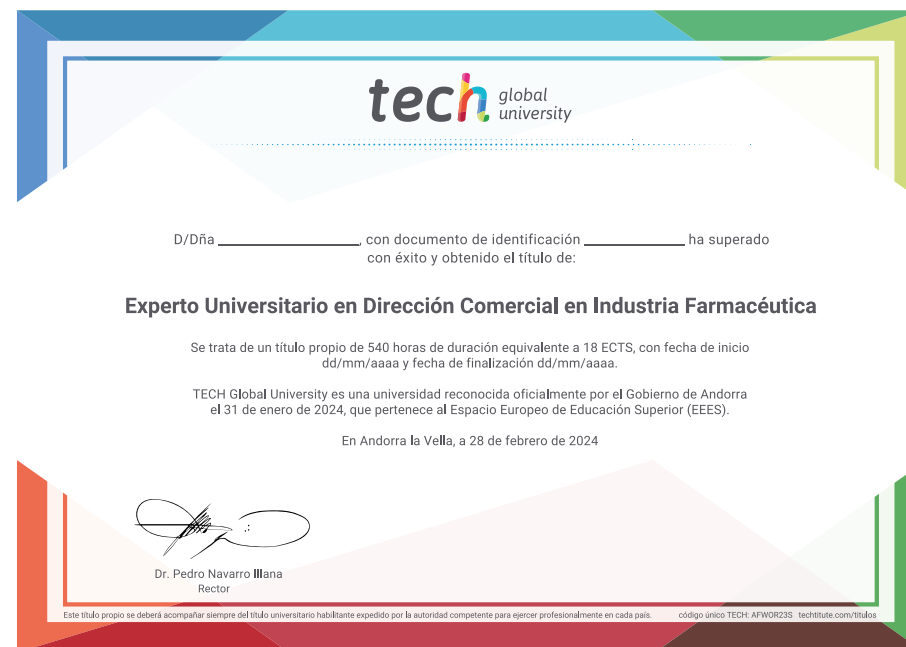 tech global university
D/Dña ____________________, con documento de identificación ______________ ha superado
con éxito y obtenido el título de:
Experto Universitario en Dirección Comercial en Industria Farmacéutica
Se trata de un título propio de 540 horas de duración equivalente a 18 ECTS, con fecha de inicio
dd/mm/aaaa y fecha de finalización dd/mm/aaaa.
TECH Global University es una universidad reconocida oficialmente por el Gobierno de Andorra
el 31 de enero de 2024, que pertenece al Espacio Europeo de Educación Superior (EEES).
En Andorra la Vella, a 28 de febrero de 2024
Dr. Pedro Navarro Illana
Rector
Este título propio se deberá acompañar siempre del título universitario habilitante expedido por la autoridad competente para ejercer profesionalmente en cada país. código único TECH: AFWOR23S techtitute.com/titulos